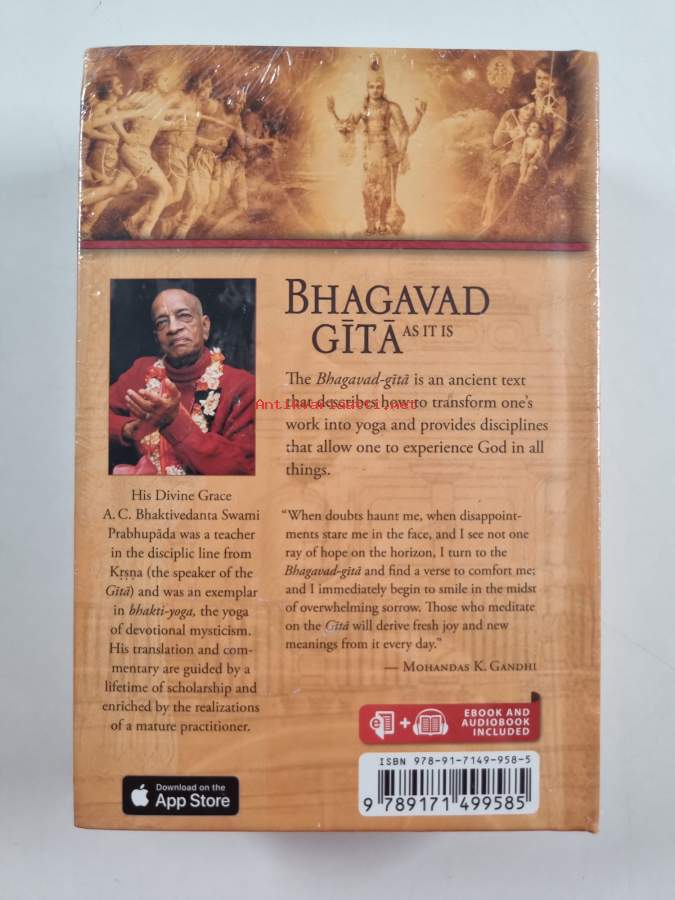 BHAGAVAD
GĪTĀ AS IT IS
The Bhagavad-gītā is an ancient text
that describes how to transform one's
Antikvariaatti.net
work into yoga and provides disciplines
that allow one to experience God in all
things.
His Divine Grace
A. C. Bhaktivedanta Swami
Prabhupāda was a teacher
in the disciplic line from
Kṛṣṇa (the speaker of the
Gītā) and was an exemplar
in bhakti-yoga, the yoga
of devotional mysticism.
His translation and com-
mentary are guided by a
lifetime of scholarship and
enriched by the realizations
of a mature practitioner.
“When doubts haunt me, when disappoint-
ments stare me in the face, and I see not one
ray of hope on the horizon, I turn to the
Bhagavad-gītā and find a verse to comfort me;
and I immediately begin to smile in the midst
of overwhelming sorrow. Those who meditate
on the Gītā will derive fresh joy and new
meanings from it every day.”
— MOHANDAS K. GANDHI
e + EBOOK AND
AUDIOBOOK
INCLUDED
ISBN 978-91-7149-958-5
9 789171 499585
Download on the
App Store